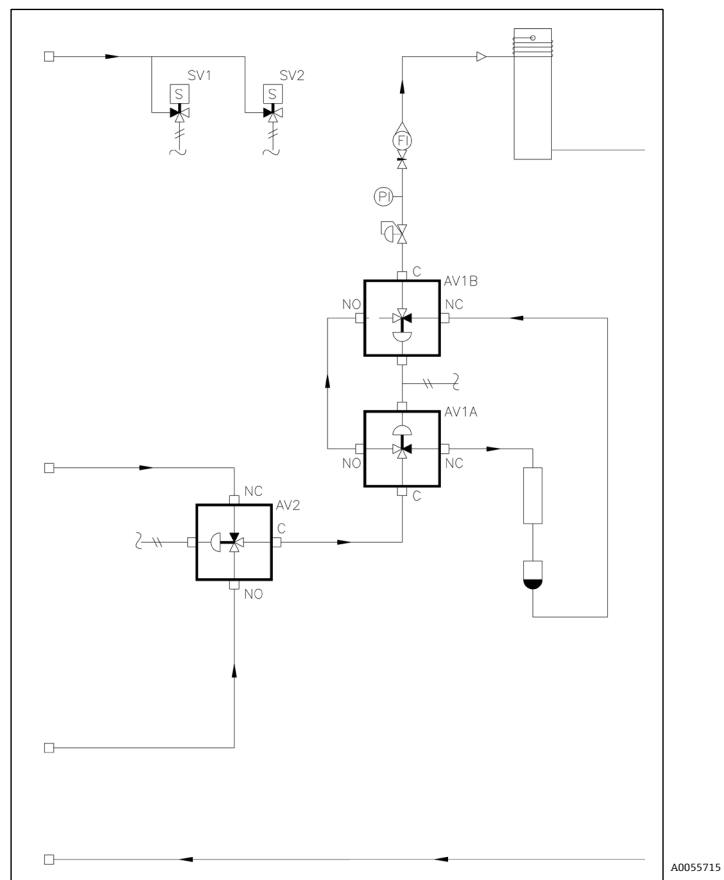 SV1 SV2
S S
FI
PI
C
AV1B
NO NC
AV1A
NO NC
C
NC
AV2
C
NO
A0055715